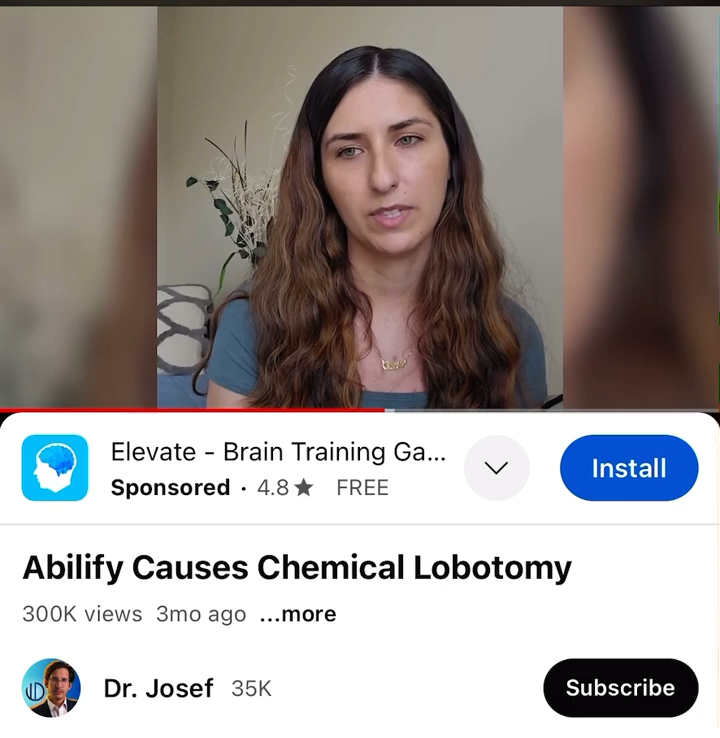 Elevate - Brain Training Ga...
Install
Sponsored · 4.8★ FREE
Abilify Causes Chemical Lobotomy
300K views 3mo ago ...more
JD
Dr. Josef 35K
Subscribe